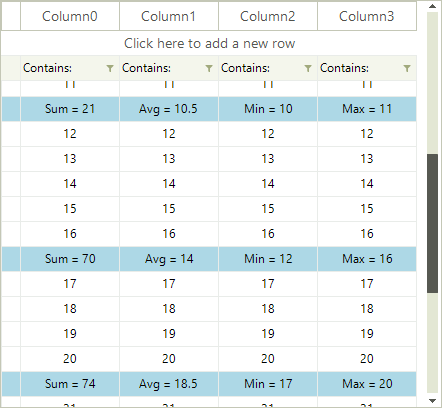 Column0 Column1 Column2 Column3
Click here to add a new row
Contains: Contains: Contains: Contains:
11 11 11 11
Sum = 21 Avg = 10.5 Min = 10 Max = 11
12 12 12 12
13 13 13 13
14 14 14 14
15 15 15 15
16 16 16 16
Sum = 70 Avg = 14 Min = 12 Max = 16
17 17 17 17
18 18 18 18
19 19 19 19
20 20 20 20
Sum = 74 Avg = 18.5 Min = 17 Max = 20
21 21 21 21